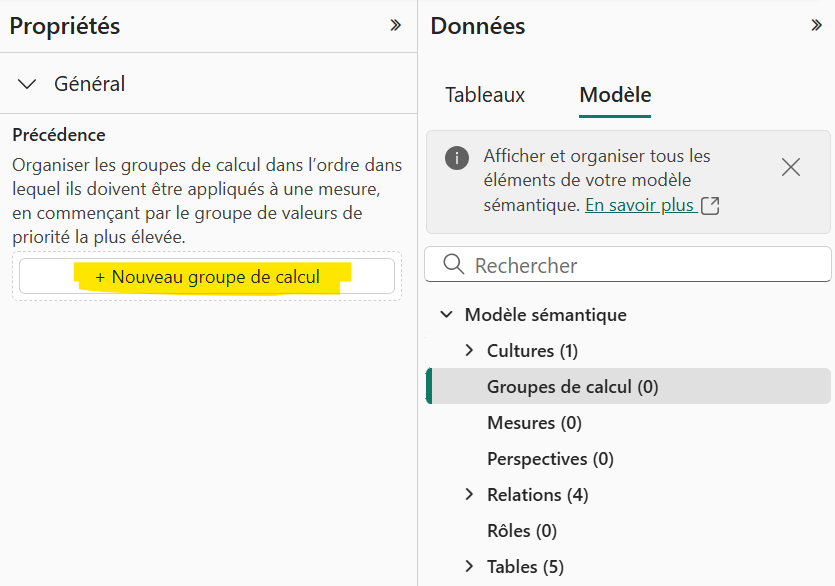 Propriétés
Général
Précédence
Organiser les groupes de calcul dans l’ordre dans
lequel ils doivent être appliqués à une mesure,
en commençant par le groupe de valeurs de
priorité la plus élevée.
+ Nouveau groupe de calcul
Données
Tableaux
Modèle
Afficher et organiser tous les
éléments de votre modèle
sémantique. En savoir plus
Rechercher
Modèle sémantique
Cultures (1)
Groupes de calcul (0)
Mesures (0)
Perspectives (0)
Relations (4)
Rôles (0)
Tables (5)